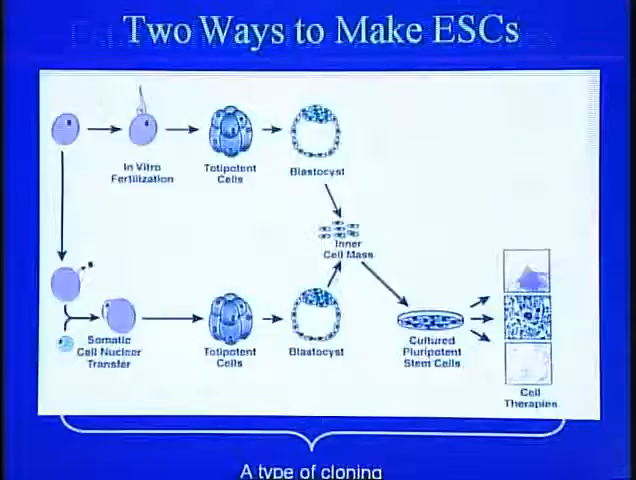 Two Ways to Make ESCs
In Vitro
Fertilization
Totipotent
Cells
Blastocyst
Inner
Cell Mass
Somatic
Cell Nuclear
Transfer
Totipotent
Cells
Blastocyst
Cultured
Pluripotent
Stem Cells
Cell
Therapies
A type of cloning